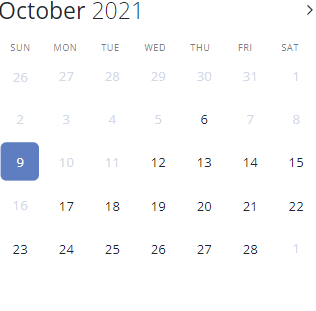 October 2021
SUN MON TUE WED THU FRI SAT
26 27 28 29 30 31 1
2 3 4 5 6 7 8
9 10 11 12 13 14 15
16 17 18 19 20 21 22
23 24 25 26 27 28 1